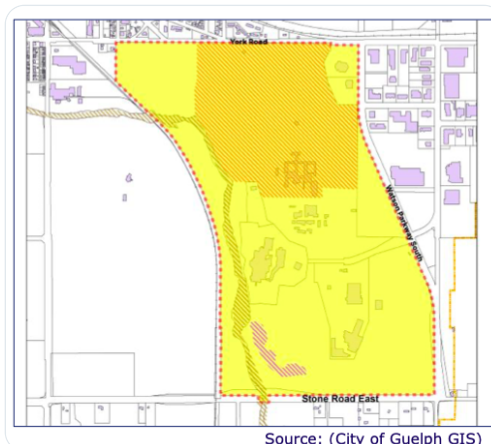 York Road
Watson Parkway South
Stone Road East
Source: (City of Guelph GIS)